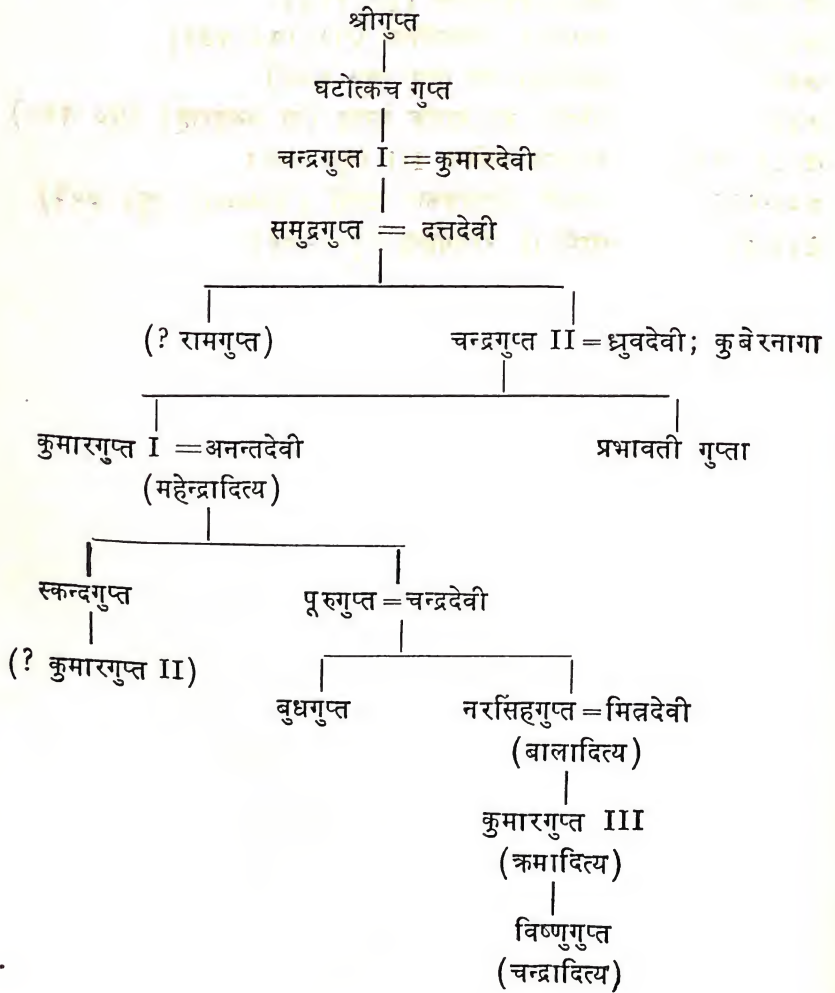 श्रीगुप्त
घटोत्कच गुप्त
चन्द्रगुप्त I = कुमारदेवी
समुद्रगुप्त = दत्तदेवी
(? रामगुप्त) चन्द्रगुप्त II = ध्रुवदेवी; कुबेरनागा
कुमारगुप्त I = अनन्तदेवी प्रभावती गुप्ता
(महेन्द्रादित्य)
स्कन्दगुप्त पूरुगुप्त = चन्द्रदेवी
(? कुमारगुप्त II)
बुधगुप्त नरसिंहगुप्त = मित्रदेवी
(बालादित्य)
कुमारगुप्त III
(क्रमादित्य)
विष्णुगुप्त
(चन्द्रादित्य)